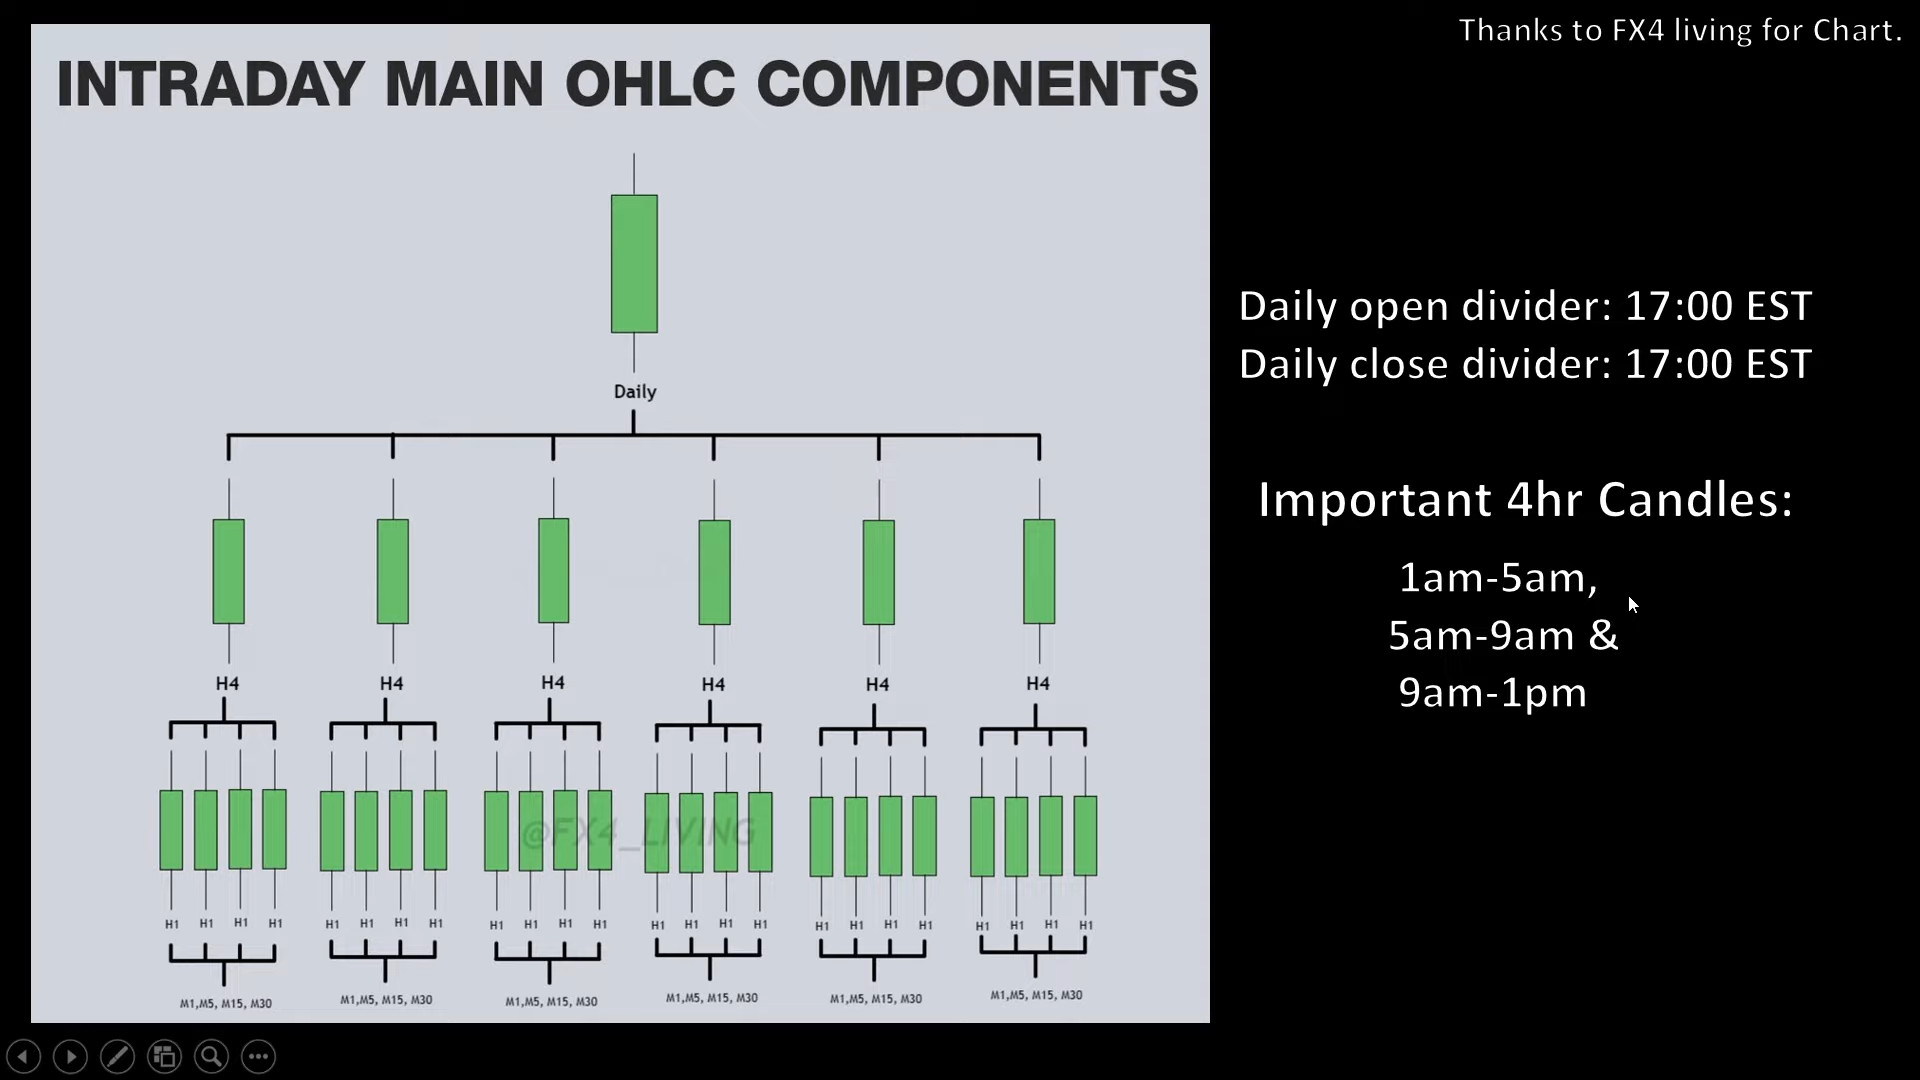 Thanks to FX4 living for Chart.
INTRADAY MAIN OHLC COMPONENTS
Daily
Daily open divider: 17:00 EST
Daily close divider: 17:00 EST
Important 4hr Candles:
1am-5am,
5am-9am &
9am-1pm
H4 H4 H4 H4 H4 H4
@FX4_LIVING
H1 H1 H1 H1 H1 H1 H1 H1 H1 H1 H1 H1 H1 H1 H1 H1 H1 H1 H1 H1 H1 H1 H1 H1
M1,M5, M15, M30 M1,M5, M15, M30 M1,M5, M15, M30 M1,M5, M15, M30 M1,M5, M15, M30 M1,M5, M15, M30